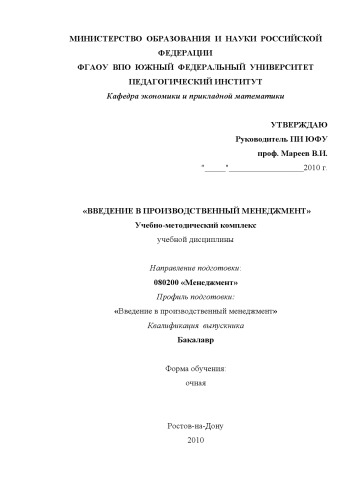 МИНИСТЕРСТВО ОБРАЗОВАНИЯ И НАУКИ РОССИЙСКОЙ
ФЕДЕРАЦИИ
ФГАОУ ВПО ЮЖНЫЙ ФЕДЕРАЛЬНЫЙ УНИВЕРСИТЕТ
ПЕДАГОГИЧЕСКИЙ ИНСТИТУТ
Кафедра экономики и прикладной математики
УТВЕРЖДАЮ
Руководитель ПИ ЮФУ
проф. Мареев В.И.
"_____"__________________2010 г.
«ВВЕДЕНИЕ В ПРОИЗВОДСТВЕННЫЙ МЕНЕДЖМЕНТ»
Учебно-методический комплекс
учебной дисциплины
Направление подготовки:
080200 «Менеджмент»
Профиль подготовки:
«Введение в производственный менеджмент»
Квалификация выпускника
Бакалавр
Форма обучения:
очная
Ростов-на-Дону
2010